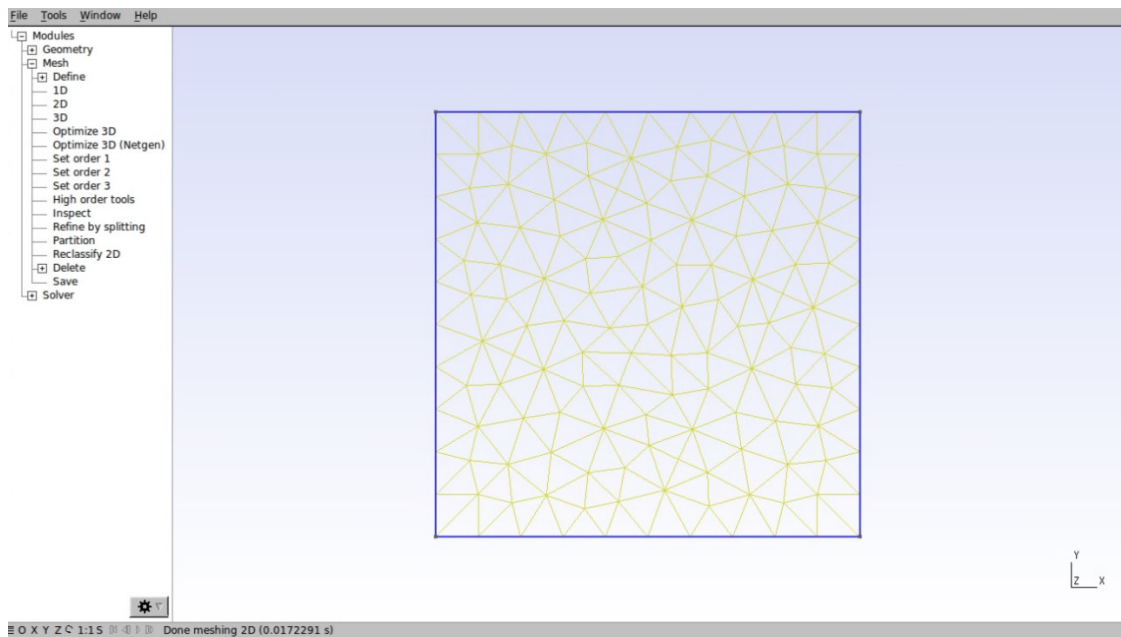 File Tools Window Help
Modules
Geometry
Mesh
Define
1D
2D
3D
Optimize 3D
Optimize 3D (Netgen)
Set order 1
Set order 2
Set order 3
High order tools
Inspect
Refine by splitting
Partition
Reclassify 2D
Delete
Save
Solver
Y
Z X
O X Y Z 1:1 S Done meshing 2D (0.0172291 s)